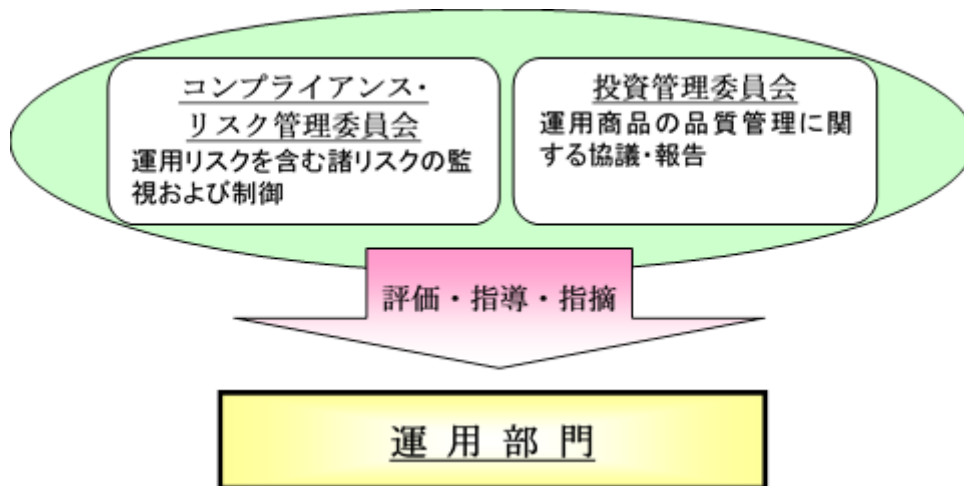 コンプライアンス・
リスク管理委員会
運用リスクを含む諸リスクの監
視および制御
投資管理委員会
運用商品の品質管理に関
する協議・報告
評価・指導・指摘
運用部門